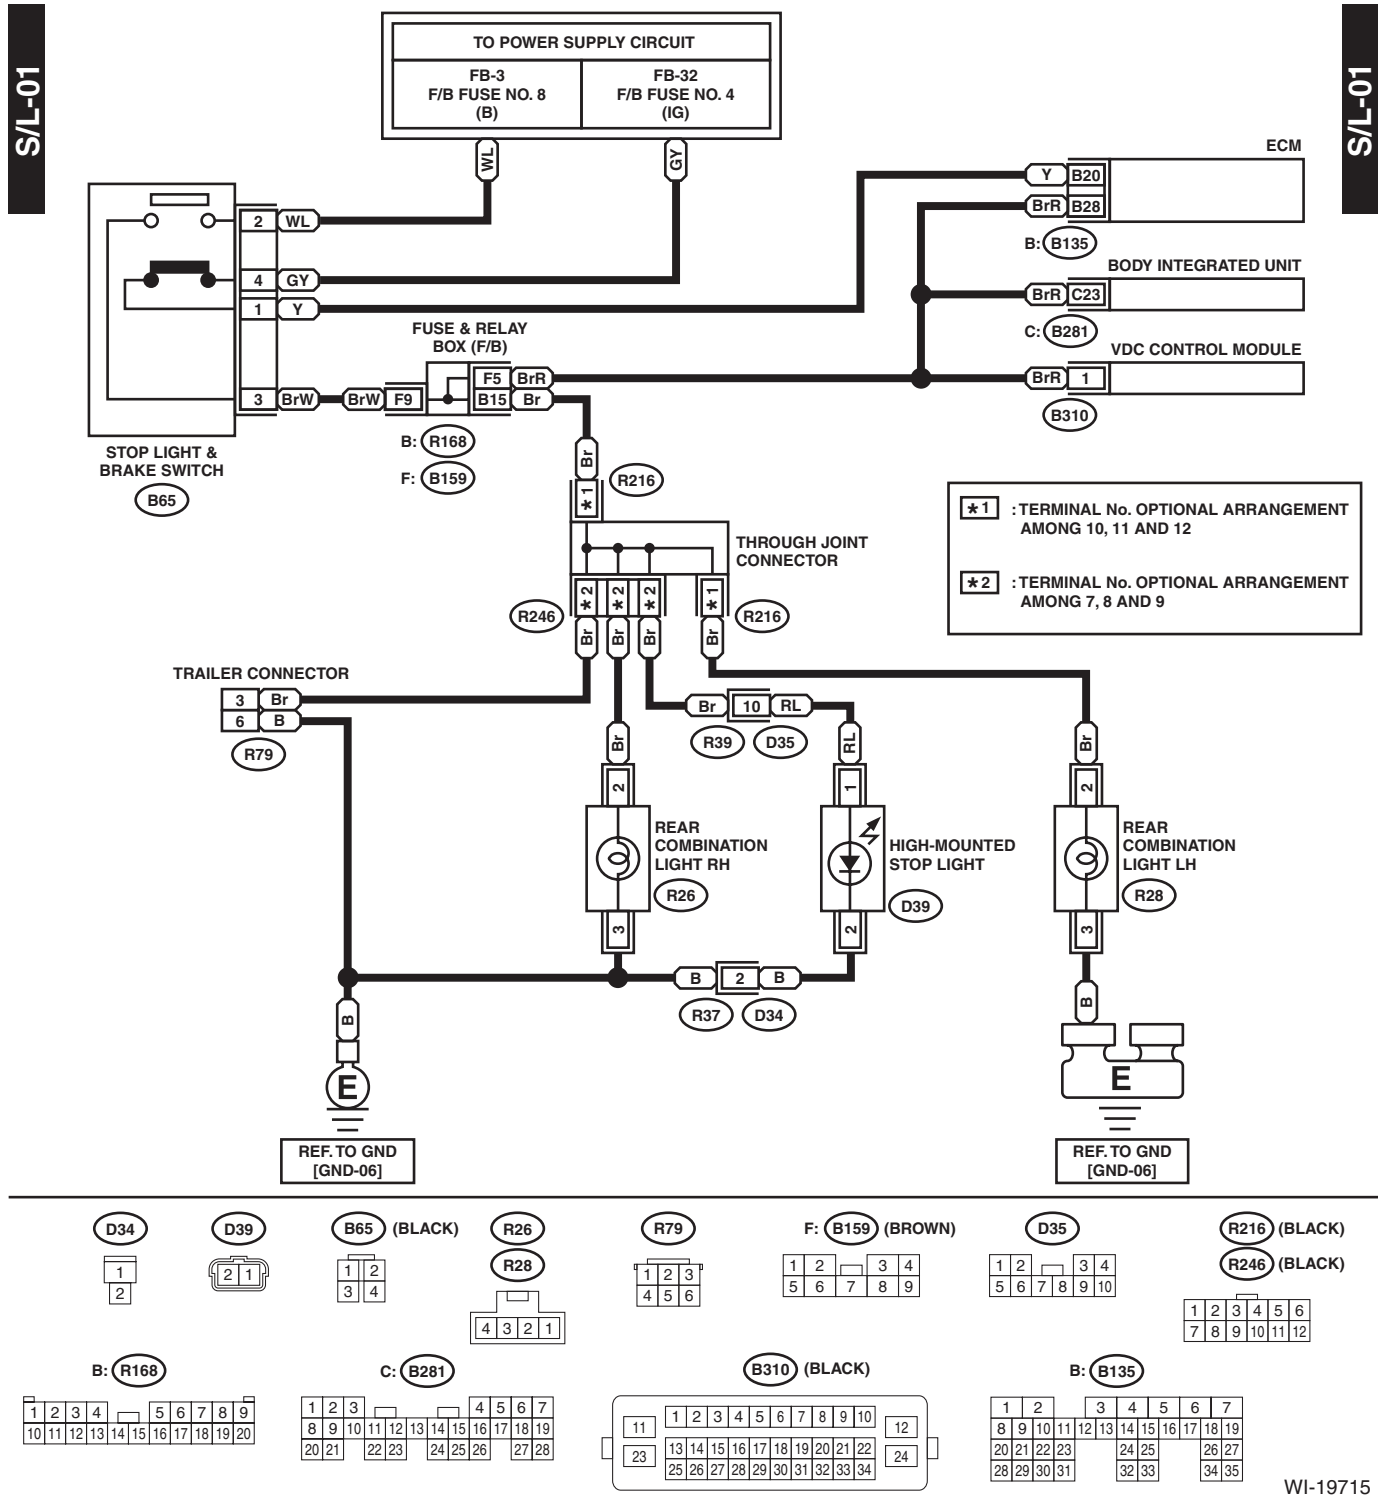 S/L-01
S/L-01
TO POWER SUPPLY CIRCUIT
FB-3
F/B FUSE NO. 8
(B)
FB-32
F/B FUSE NO. 4
(IG)
WL
GY
2 WL
4 GY
1 Y
3 BrW
BrW F9
STOP LIGHT &
BRAKE SWITCH
B65
FUSE & RELAY
BOX (F/B)
F5 BrR
B15 Br
B: R168
F: B159
ECM
Y B20
BrR B28
B: B135
BODY INTEGRATED UNIT
BrR C23
C: B281
VDC CONTROL MODULE
BrR 1
B310
Br
*1
R216
THROUGH JOINT
CONNECTOR
*2 *2 *2 *1
R246
R216
Br Br Br Br
*1 : TERMINAL No. OPTIONAL ARRANGEMENT
AMONG 10, 11 AND 12
*2 : TERMINAL No. OPTIONAL ARRANGEMENT
AMONG 7, 8 AND 9
TRAILER CONNECTOR
3 Br
6 B
R79
Br 10 RL
R39 D35
Br
RL
Br
2
1
2
REAR
COMBINATION
LIGHT RH
R26
HIGH-MOUNTED
STOP LIGHT
D39
REAR
COMBINATION
LIGHT LH
R28
3
2
3
B 2 B
R37 D34
B
B
E
E
REF. TO GND
[GND-06]
REF. TO GND
[GND-06]
D34
1
2
D39
2 1
B65 (BLACK)
1 2
3 4
R26
R28
4 3 2 1
R79
1 2 3
4 5 6
F: B159 (BROWN)
1 2 3 4
5 6 7 8 9
D35
1 2 3 4
5 6 7 8 9 10
R216 (BLACK)
R246 (BLACK)
1 2 3 4 5 6
7 8 9 10 11 12
B: R168
1 2 3 4 5 6 7 8 9
10 11 12 13 14 15 16 17 18 19 20
C: B281
1 2 3 4 5 6 7
8 9 10 11 12 13 14 15 16 17 18 19
20 21 22 23 24 25 26 27 28
B310 (BLACK)
11 1 2 3 4 5 6 7 8 9 10 12
23 13 14 15 16 17 18 19 20 21 22 24
25 26 27 28 29 30 31 32 33 34
B: B135
1 2 3 4 5 6 7
8 9 10 11 12 13 14 15 16 17 18 19
20 21 22 23 24 25 26 27
28 29 30 31 32 33 34 35
WI-19715